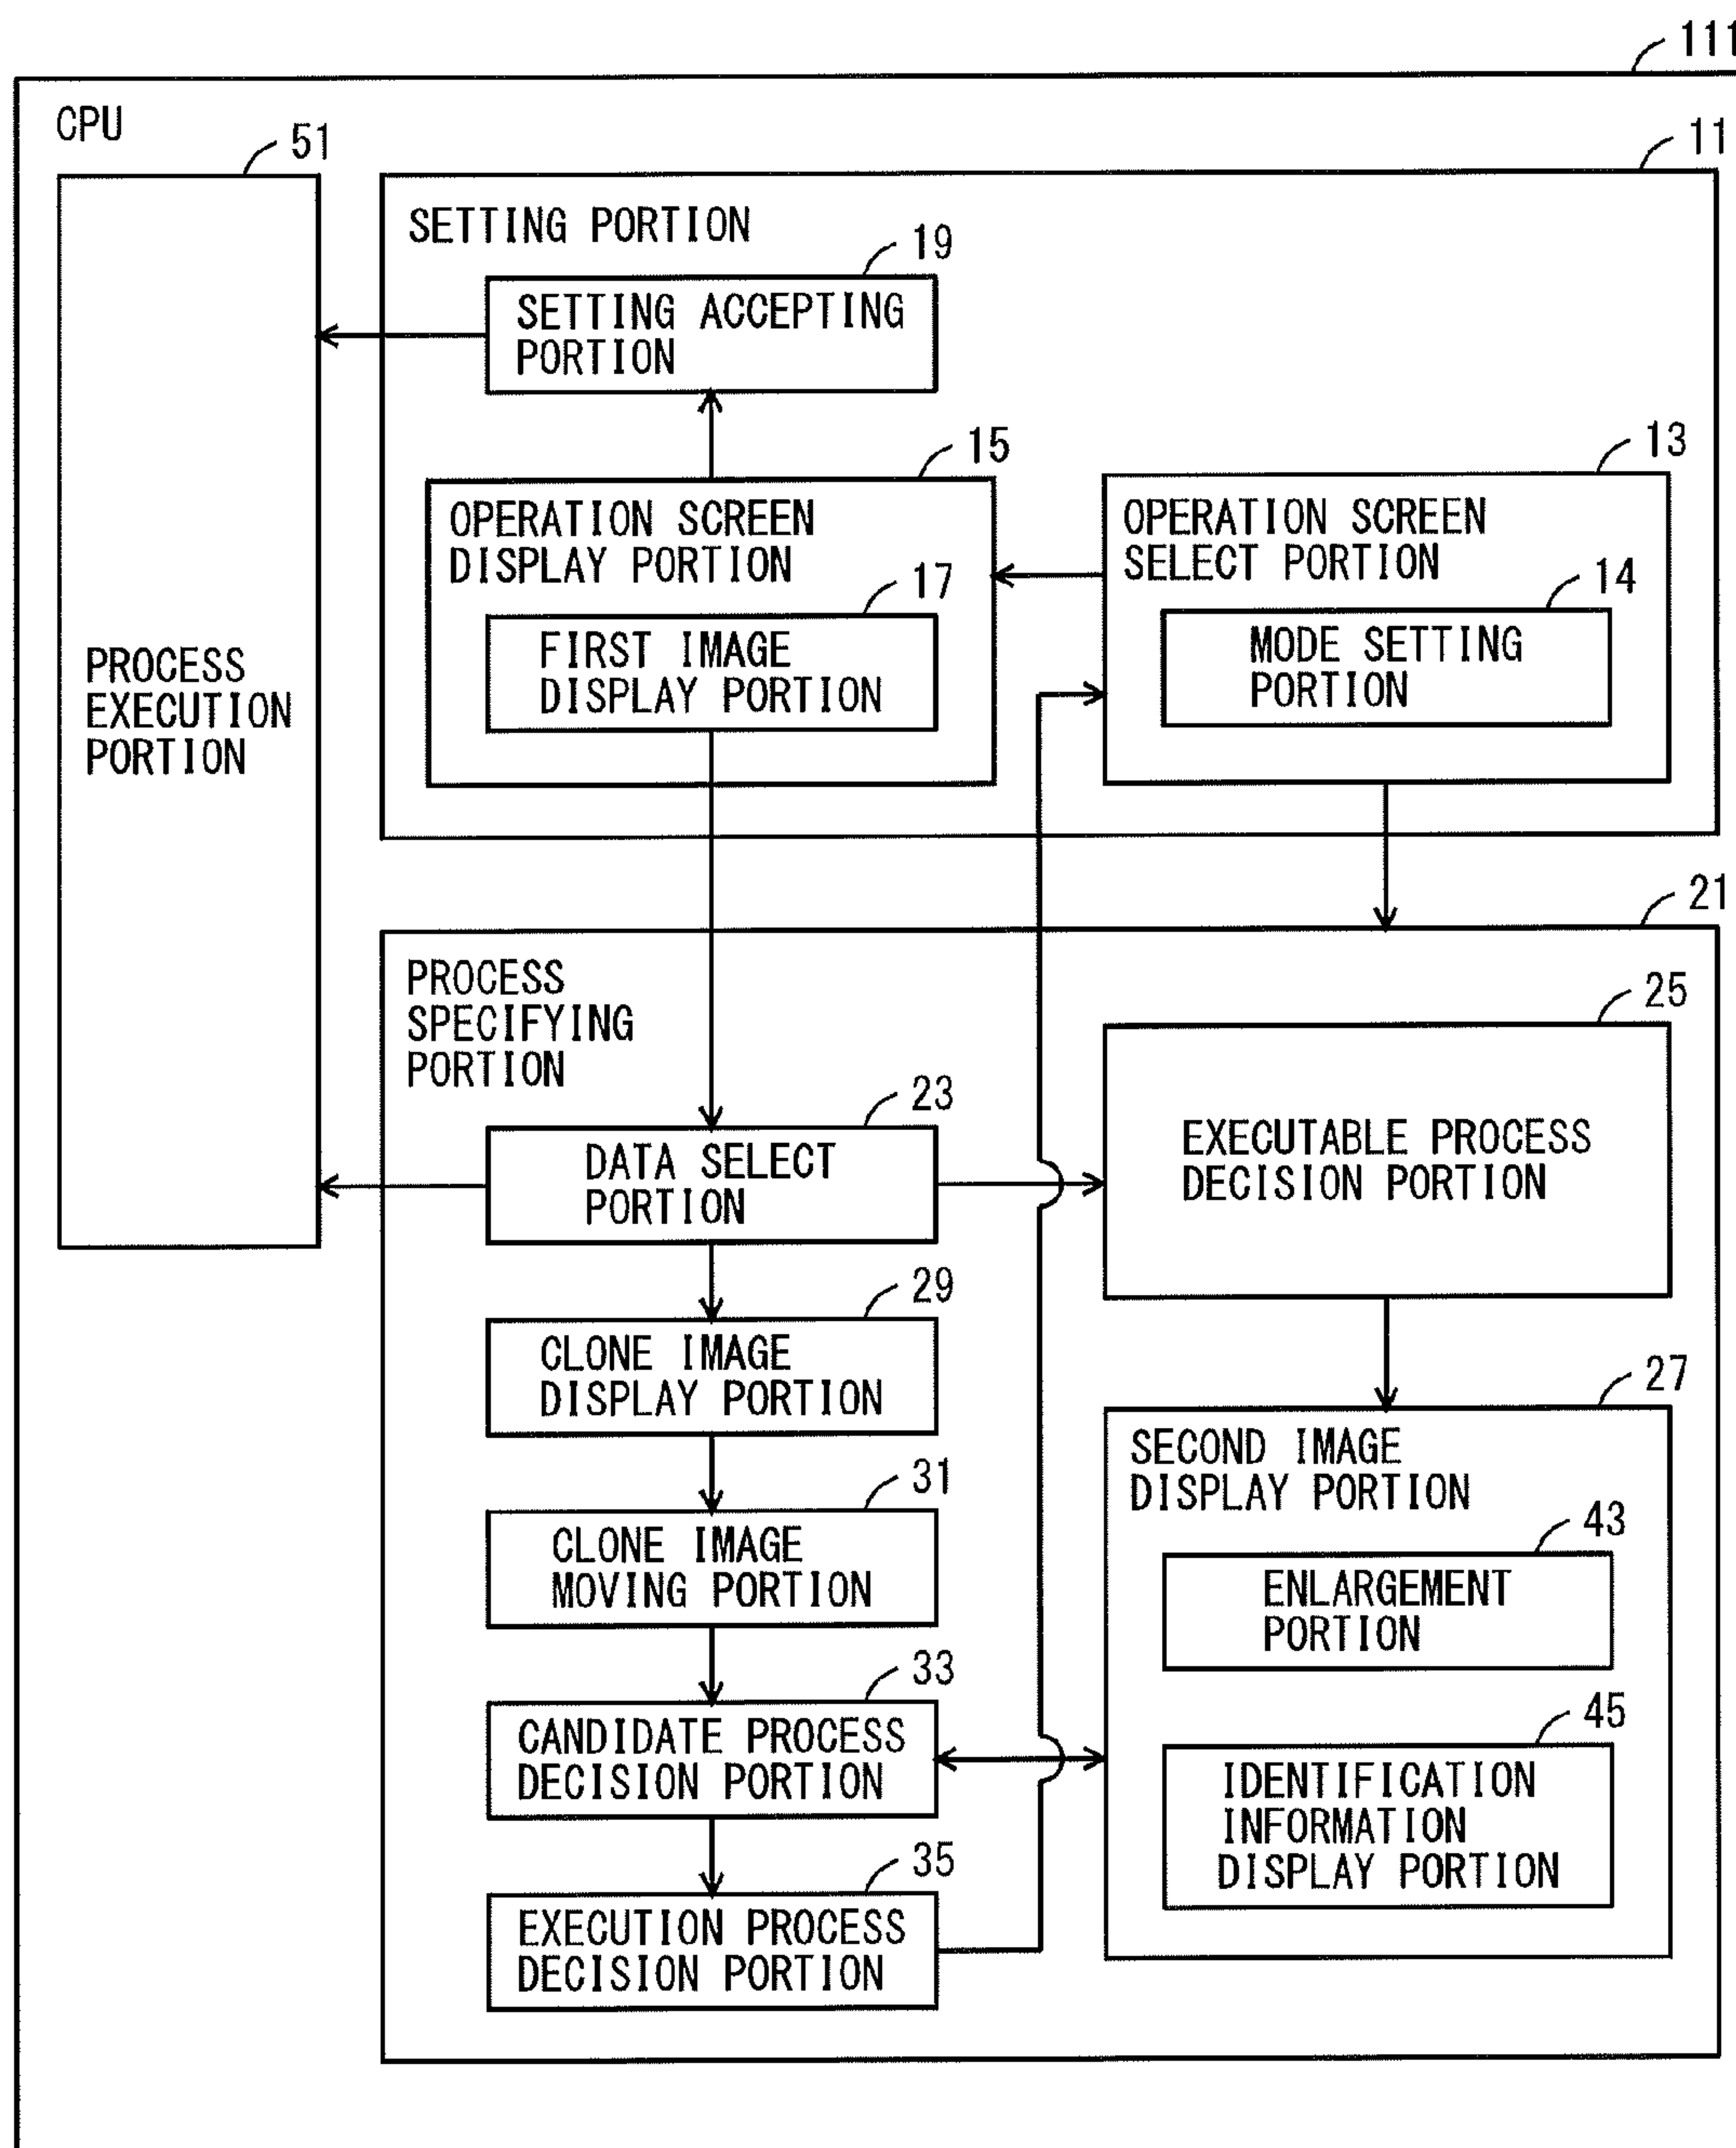 111
CPU
51
11
SETTING PORTION
19
SETTING ACCEPTING
PORTION
15
13
OPERATION SCREEN
DISPLAY PORTION
OPERATION SCREEN
SELECT PORTION
17
14
FIRST IMAGE
DISPLAY PORTION
MODE SETTING
PORTION
PROCESS
EXECUTION
PORTION
21
PROCESS
SPECIFYING
PORTION
25
23
DATA SELECT
PORTION
EXECUTABLE PROCESS
DECISION PORTION
29
CLONE IMAGE
DISPLAY PORTION
27
SECOND IMAGE
DISPLAY PORTION
31
CLONE IMAGE
MOVING PORTION
43
ENLARGEMENT
PORTION
33
CANDIDATE PROCESS
DECISION PORTION
45
IDENTIFICATION
INFORMATION
DISPLAY PORTION
35
EXECUTION PROCESS
DECISION PORTION